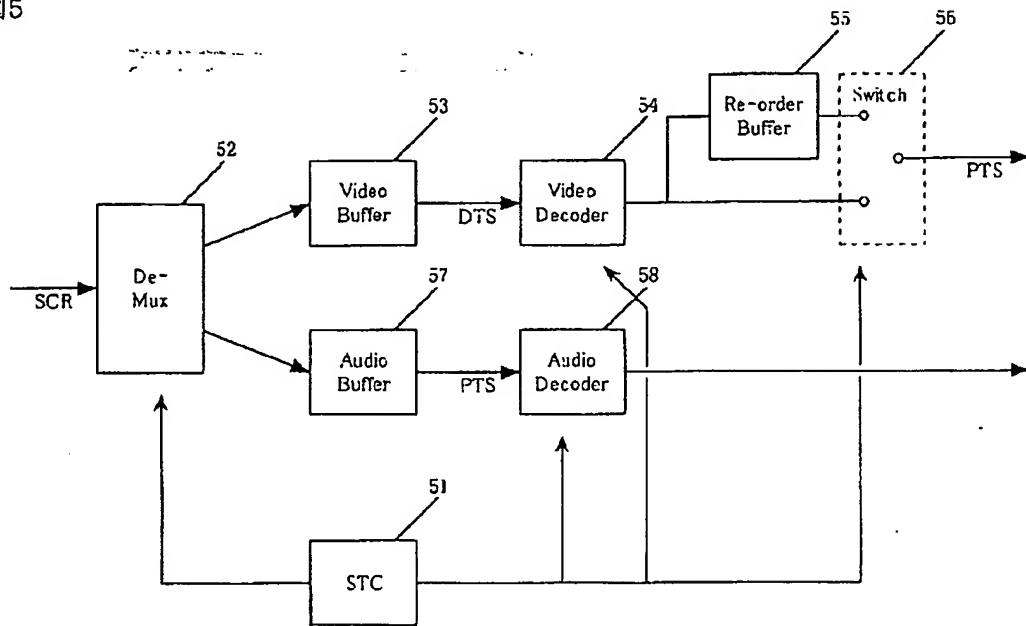 図5
55
56
Switch
Re-order
Buffer
PTS
53
54
52
Video
Buffer
DTS
Video
Decoder
De-
Mux
SCR
57
58
Audio
Buffer
PTS
Audio
Decoder
51
STC